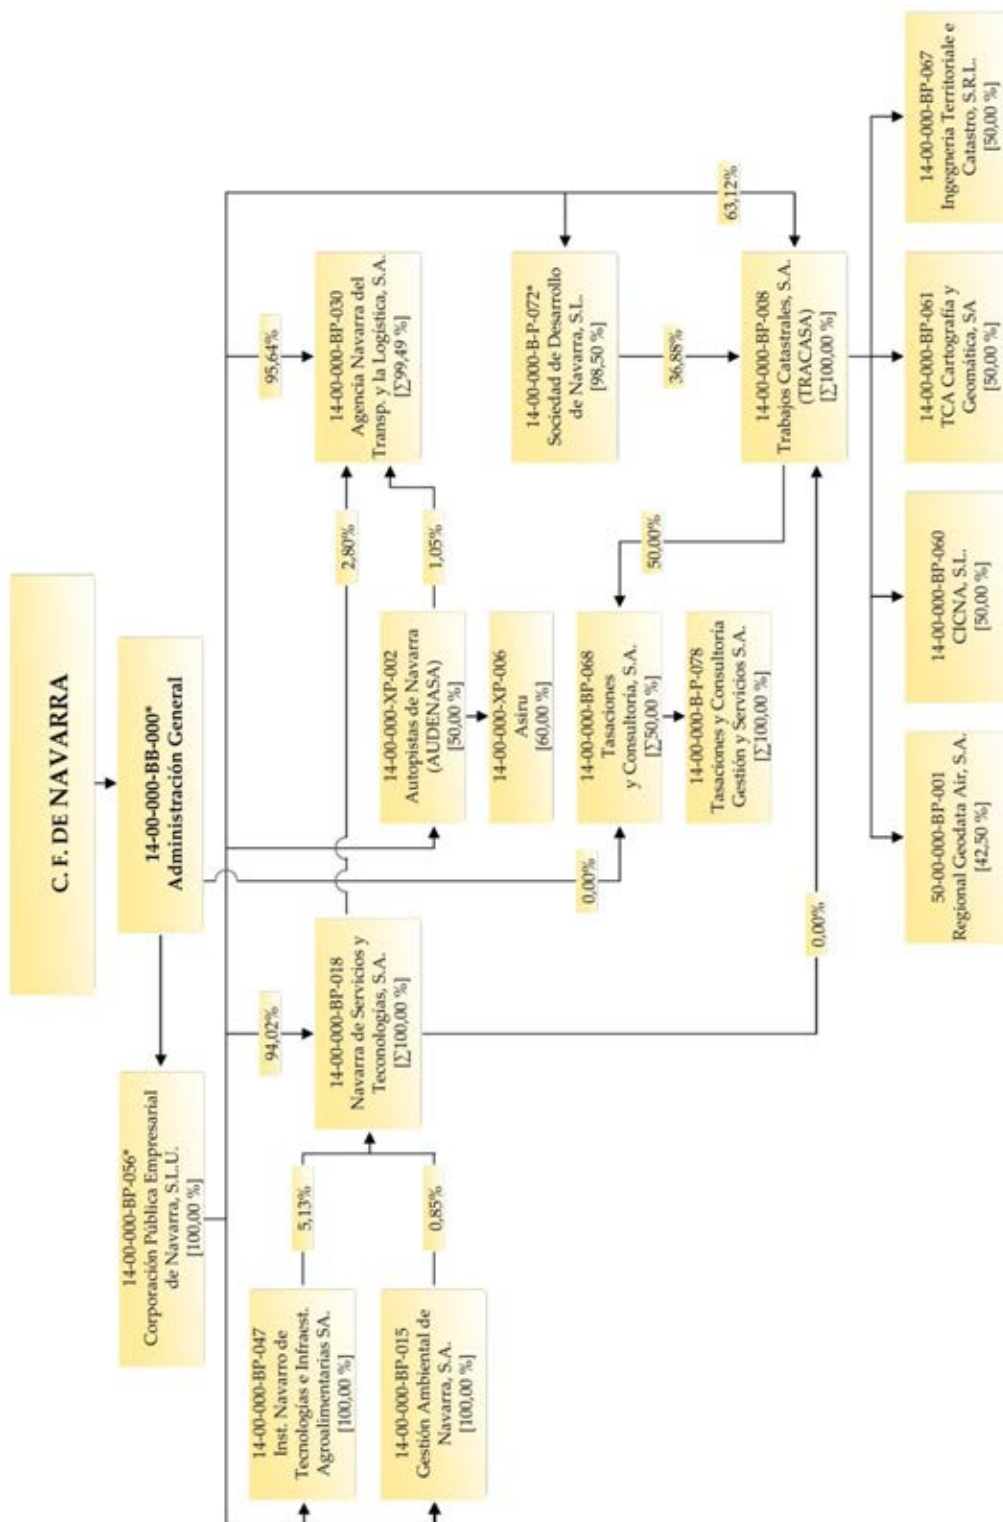 C. F. DE NAVARRA
14-00-000-BB-000*
Administración General
14-00-000-BP-056*
Corporación Pública Empresarial
de Navarra, S.L.U.
[100,00 %]
94,02%
95,64%
14-00-000-BP-047
Inst. Navarro de
Tecnologías e Infraest.
Agroalimentarias SA.
[100,00 %]
5,13%
14-00-000-BP-015
Gestión Ambiental de
Navarra, S.A.
[100,00 %]
0,85%
14-00-000-BP-018
Navarra de Servicios y
Teconologías, S.A.
[∑100,00 %]
2,80%
14-00-000-BP-030
Agencia Navarra del
Transp. y la Logística, S.A.
[∑99,49 %]
14-00-000-XP-002
Autopistas de Navarra
(AUDENASA)
[50,00 %]
1,05%
14-00-000-XP-006
Asiru
[60,00 %]
0,00%
14-00-000-B-P-072*
Sociedad de Desarrollo
de Navarra, S.L.
[98,50 %]
14-00-000-BP-068
Tasaciones
y Consultoría, S.A.
[∑50,00 %]
50,00%
36,88%
63,12%
14-00-000-B-P-078
Tasaciones y Consultoría
Gestión y Servicios S.A.
[∑100,00 %]
14-00-000-BP-008
Trabajos Catastrales, S.A.
(TRACASA)
[∑100,00 %]
0,00%
50-00-000-BP-001
Regional Geodata Air, S.A.
[42,50 %]
14-00-000-BP-060
CICNA, S.L.
[50,00 %]
14-00-000-BP-061
TCA Cartografía y
Geomática, SA
[50,00 %]
14-00-000-BP-067
Ingegneria Territoriale e
Catastro, S.R.L.
[50,00 %]